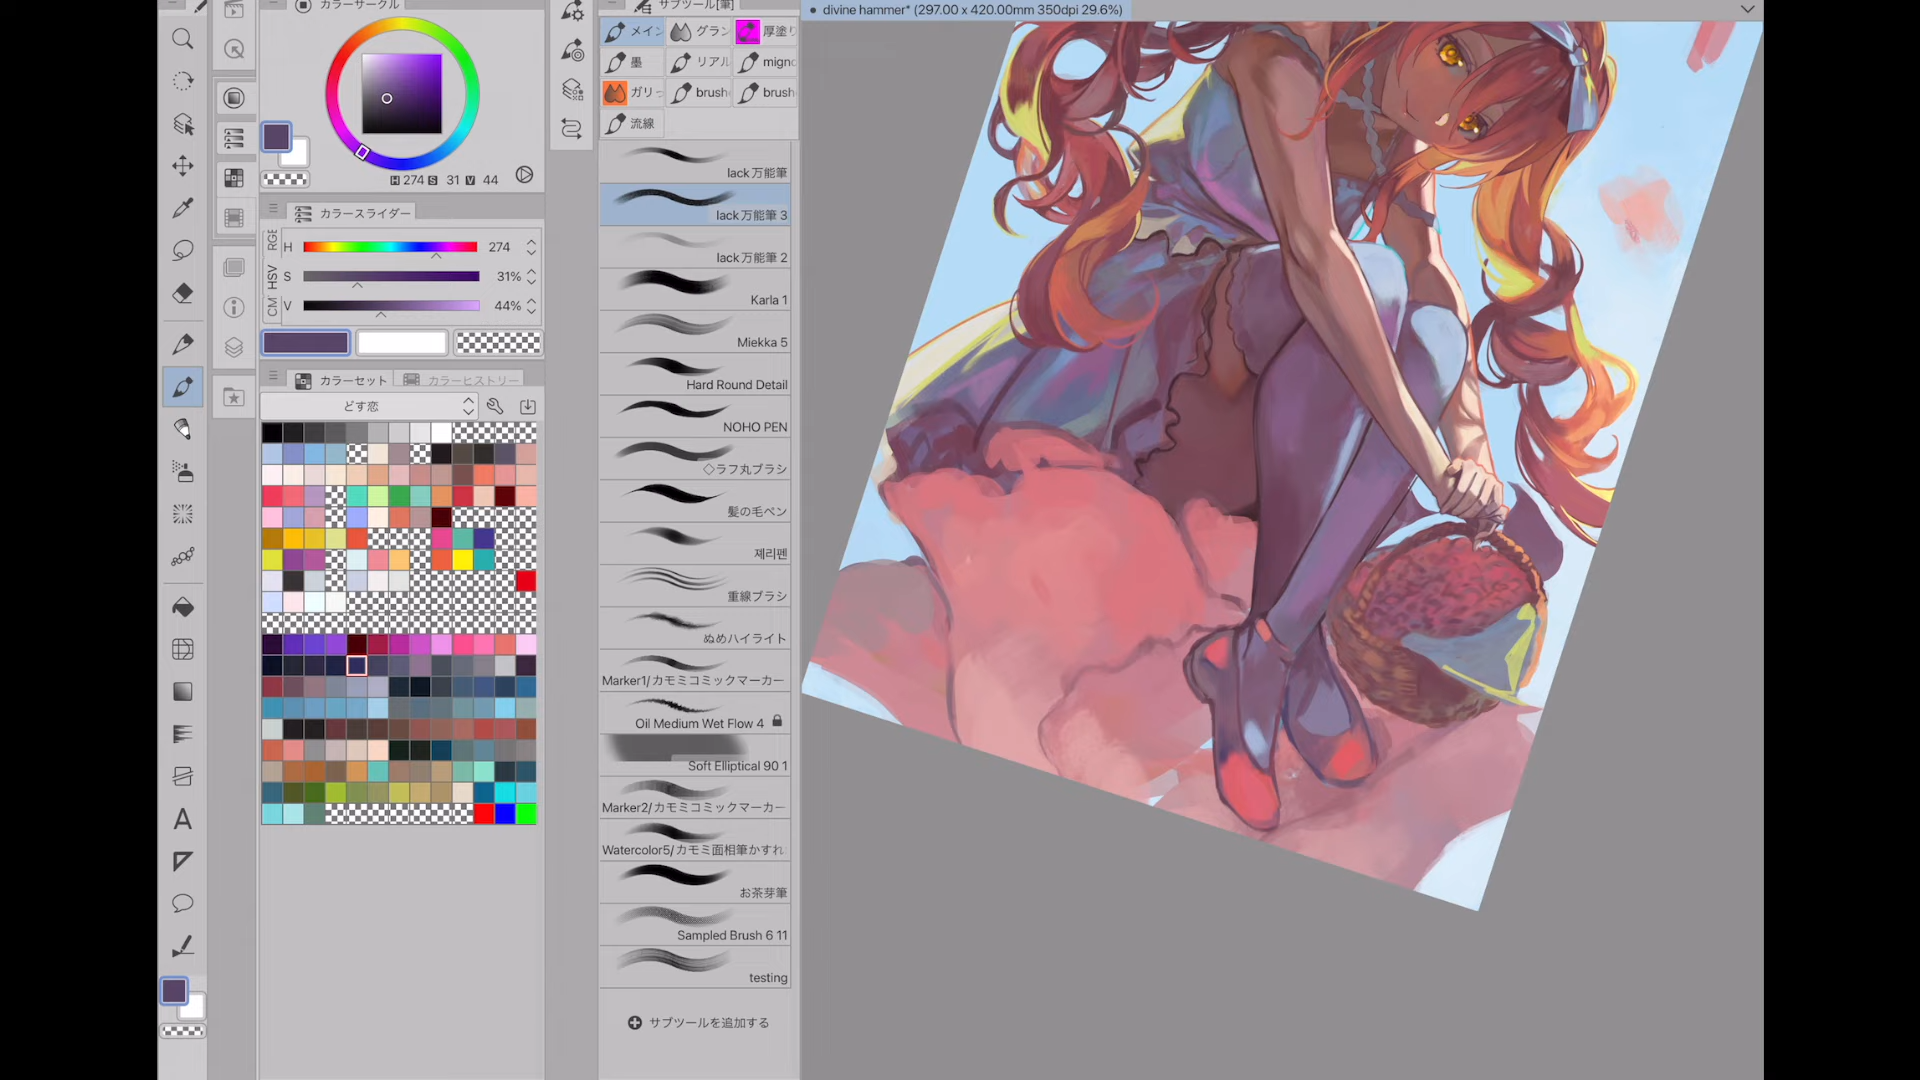 divine hammer* (297.00 x 420.00mm 350dpi 29.6%)
カラーサークル
H 274 S 31 V 44
カラースライダー
RGB
HSV
CM
H 274
S 31%
V 44%
カラーセット
カラーヒストリー
どす恋
サブツール[筆]
メイン
グラン
厚塗り
墨
リアル
migno
ガリっ
brush
brush
流線
lack万能筆
lack万能筆 3
lack万能筆 2
Karla 1
Miekka 5
Hard Round Detail
NOHO PEN
◇ラフ丸ブラシ
髪の毛ペン
제리펜
重線ブラシ
ぬめハイライト
Marker1/カモミコミックマーカー
Oil Medium Wet Flow 4
Soft Elliptical 90 1
Marker2/カモミコミックマーカー
Watercolor5/カモミ面相筆かすれ
お茶芽筆
Sampled Brush 6 11
testing
サブツールを追加する